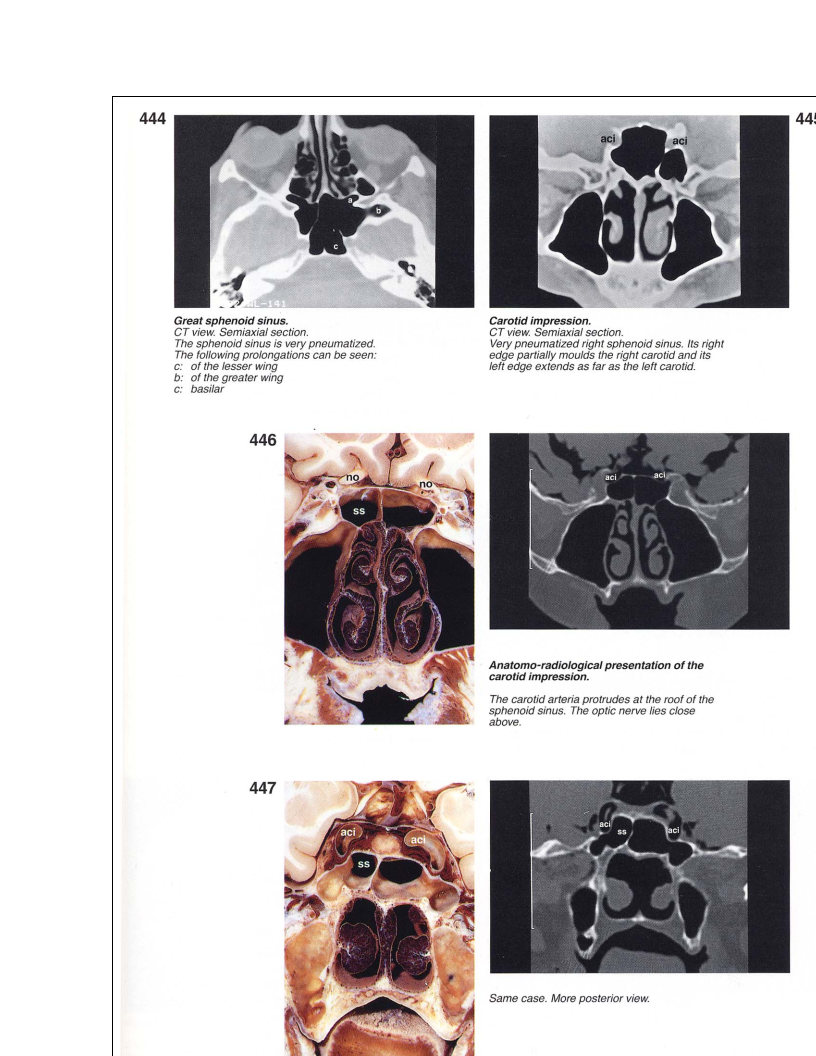 444
a
b
c
L-141
Great sphenoid sinus.
CT view. Semiaxial section.
The sphenoid sinus is very pneumatized.
The following prolongations can be seen:
c: of the lesser wing
b: of the greater wing
c: basilar
445
aci
aci
Carotid impression.
CT view. Semiaxial section.
Very pneumatized right sphenoid sinus. Its right
edge partially moulds the right carotid and its
left edge extends as far as the left carotid.
446
no
no
ss
aci
aci
Anatomo-radiological presentation of the
carotid impression.
The carotid arteria protrudes at the roof of the
sphenoid sinus. The optic nerve lies close
above.
447
aci
aci
ss
aci
ss
aci
Same case. More posterior view.